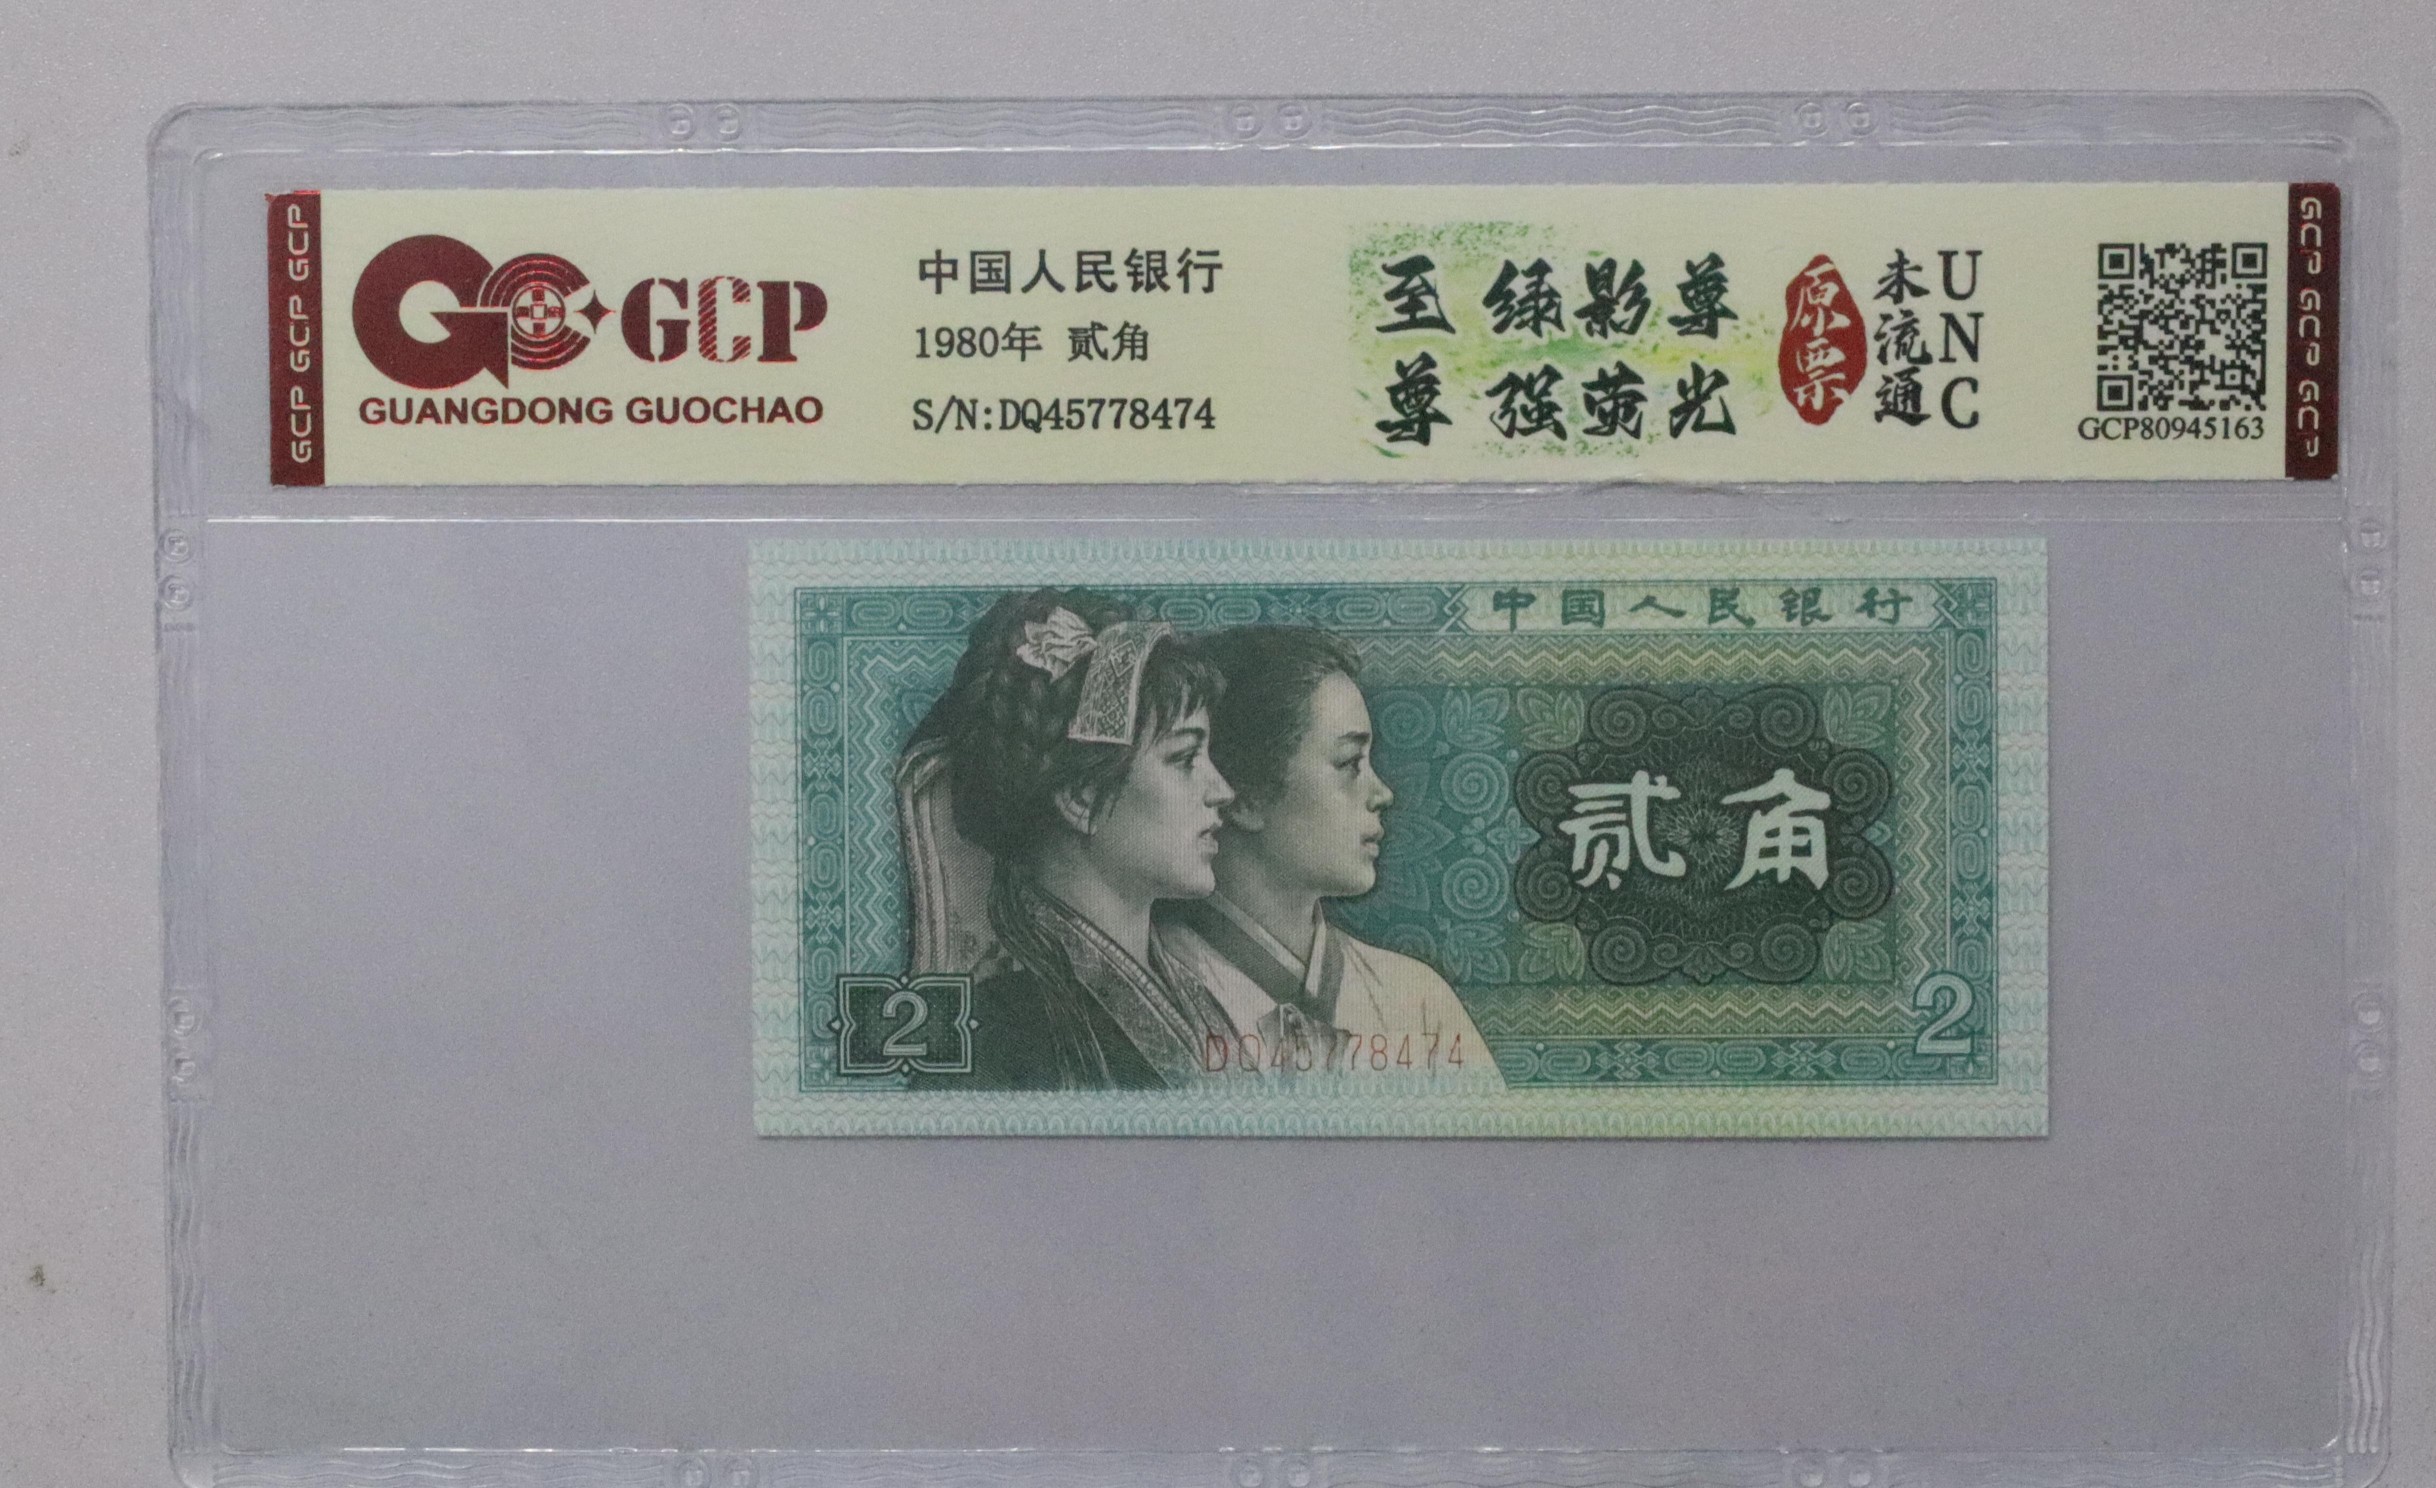 GCP GCP GCP
GCP
GUANGDONG GUOCHAO
中国人民银行
1980年 贰角
S/N:DQ45778474
至尊
绿影尊
强荧光
原票
未流通
UNC
GCP80945163
GCP GCP GCP
中国人民银行
贰角
2
DQ45778474
2